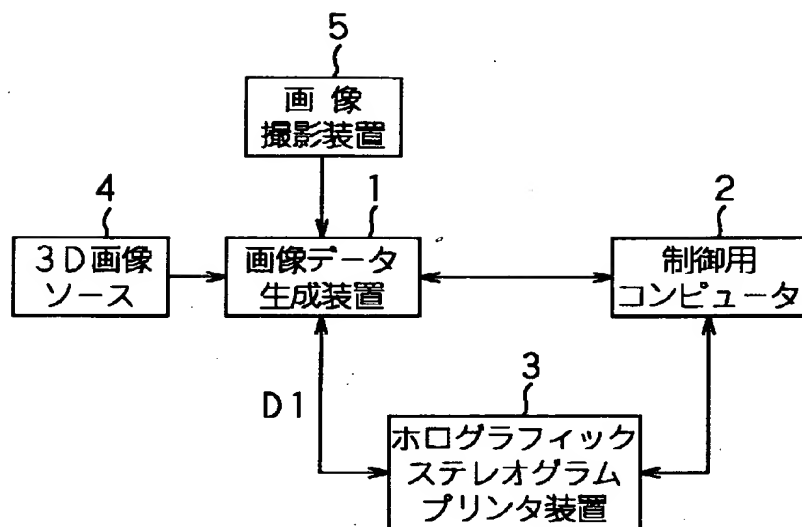 5
画像
撮影装置
4
3D画像
ソース
1
画像データ
生成装置
2
制御用
コンピュータ
D1
3
ホログラフィック
ステレオグラム
プリンタ装置